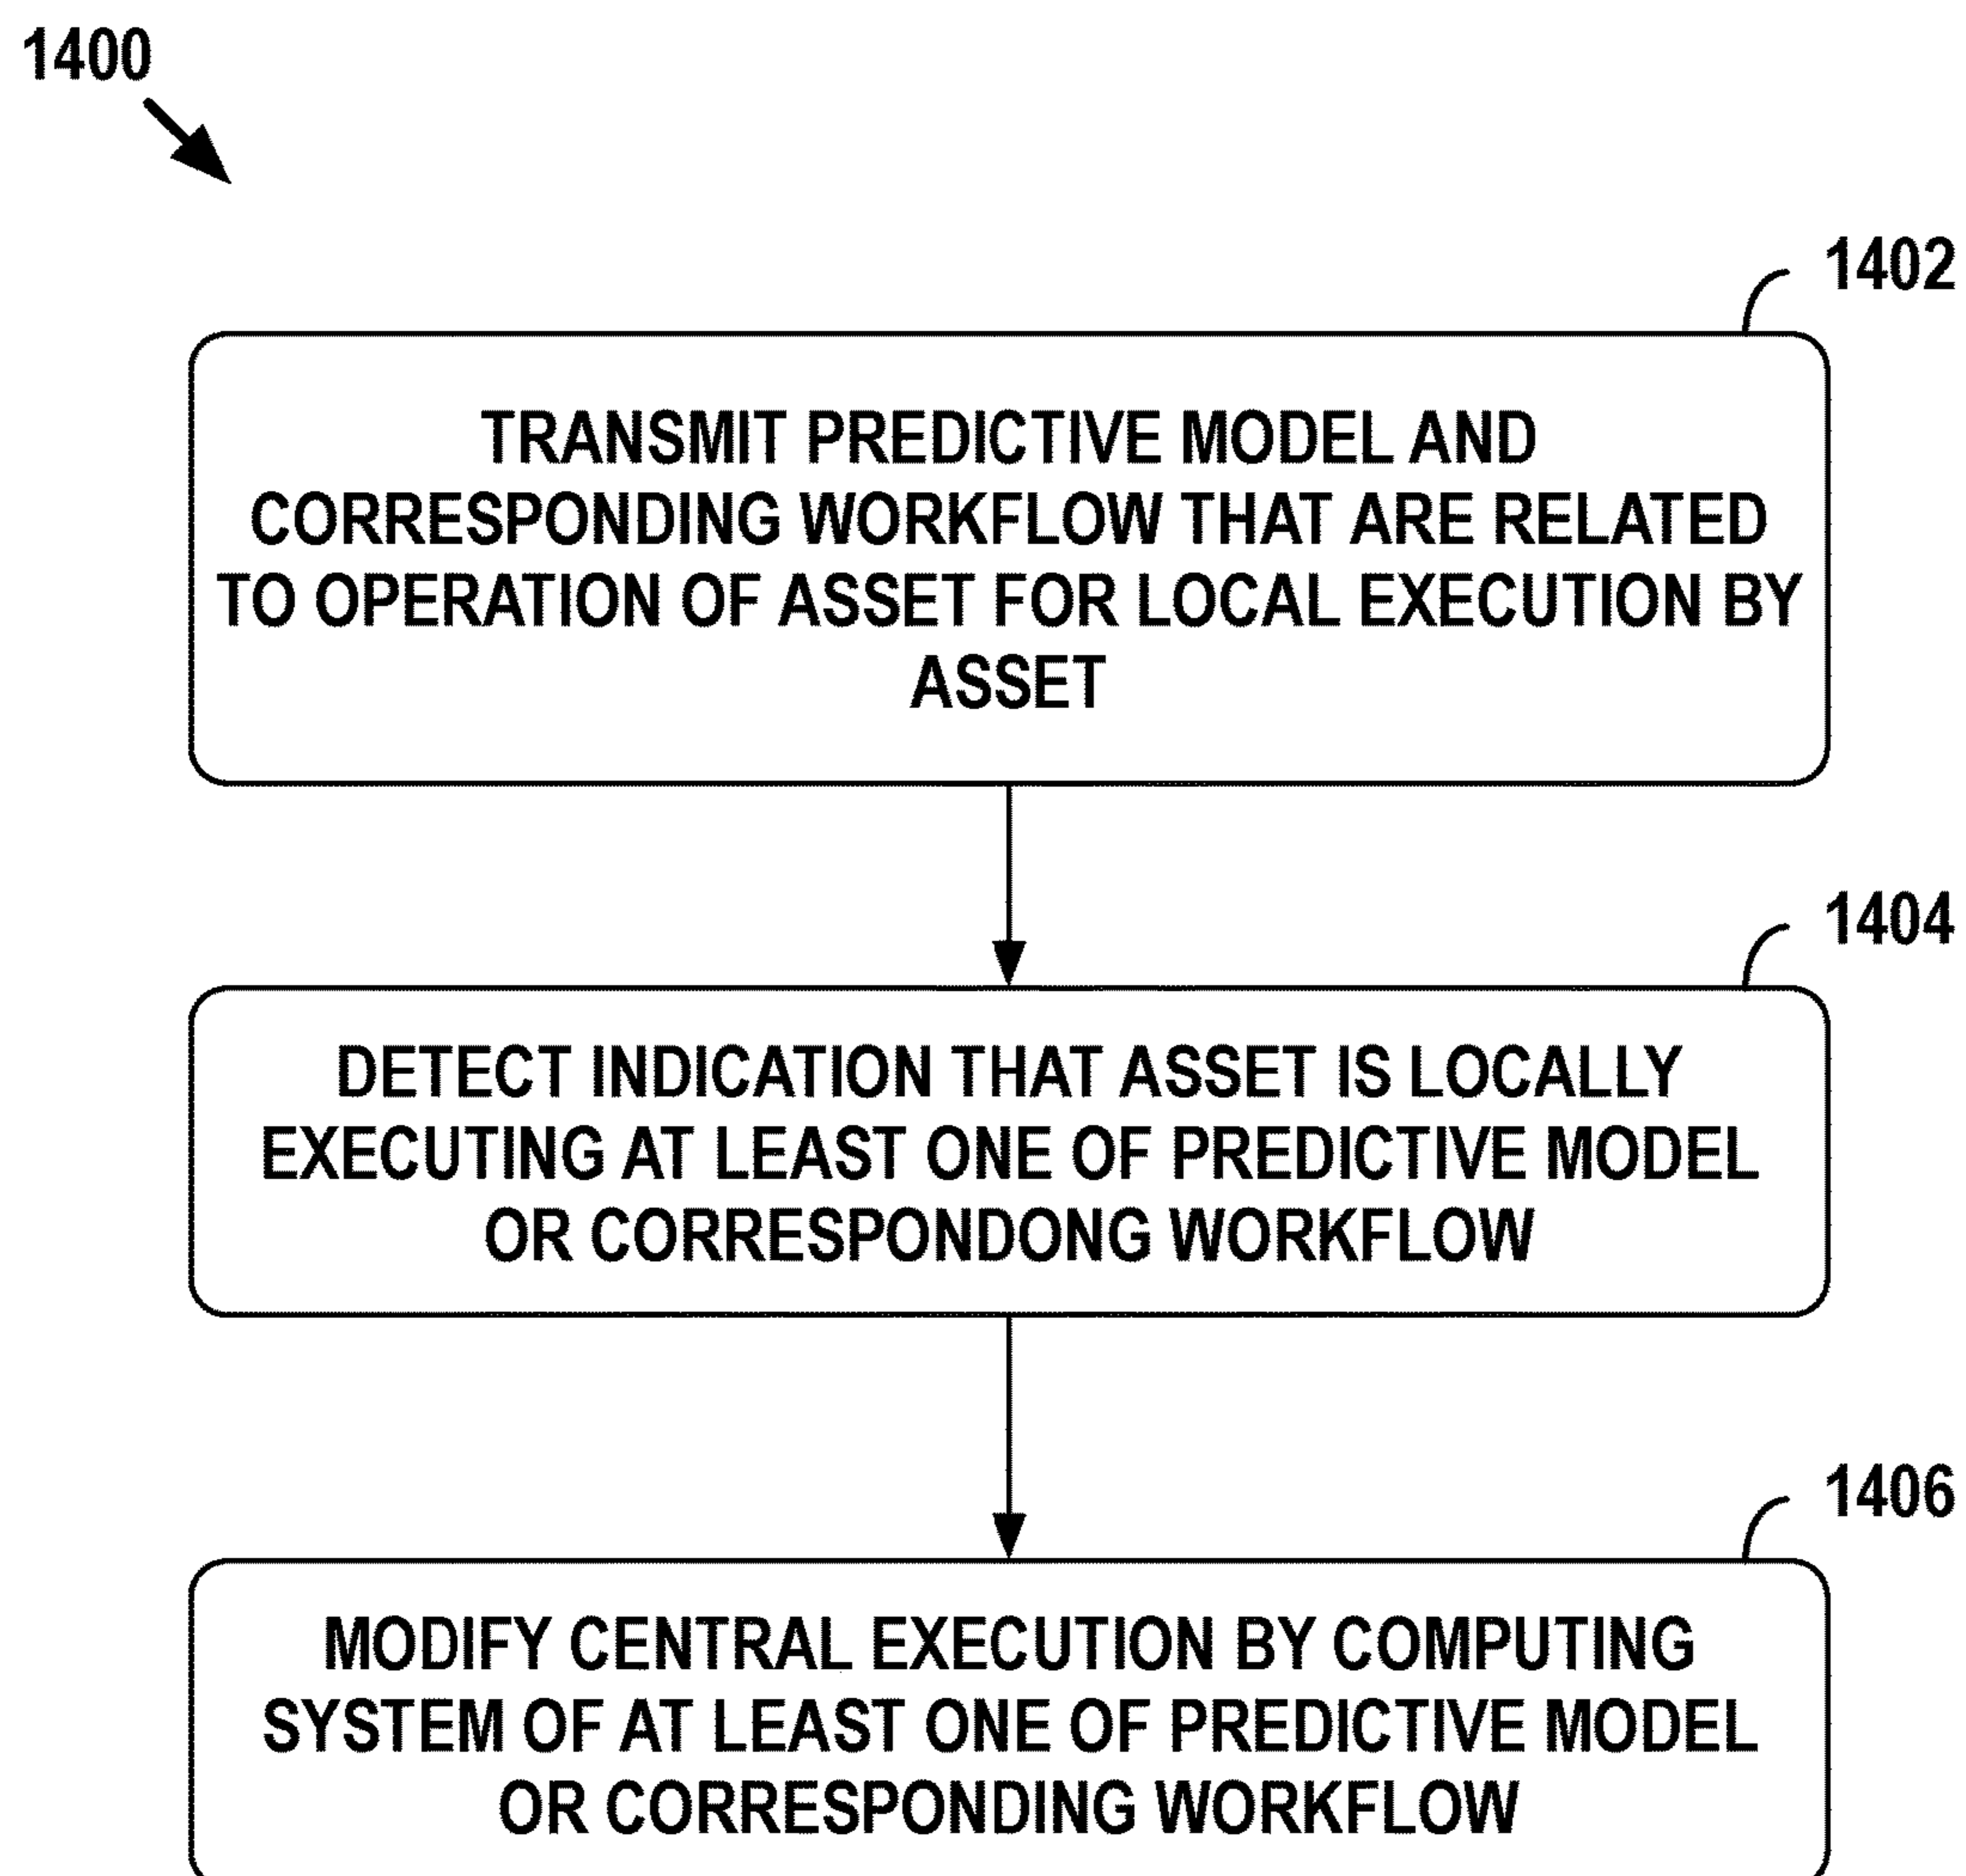 1400
1402
TRANSMIT PREDICTIVE MODEL AND
CORRESPONDING WORKFLOW THAT ARE RELATED
TO OPERATION OF ASSET FOR LOCAL EXECUTION BY
ASSET
1404
DETECT INDICATION THAT ASSET IS LOCALLY
EXECUTING AT LEAST ONE OF PREDICTIVE MODEL
OR CORRESPONDONG WORKFLOW
1406
MODIFY CENTRAL EXECUTION BY COMPUTING
SYSTEM OF AT LEAST ONE OF PREDICTIVE MODEL
OR CORRESPONDING WORKFLOW